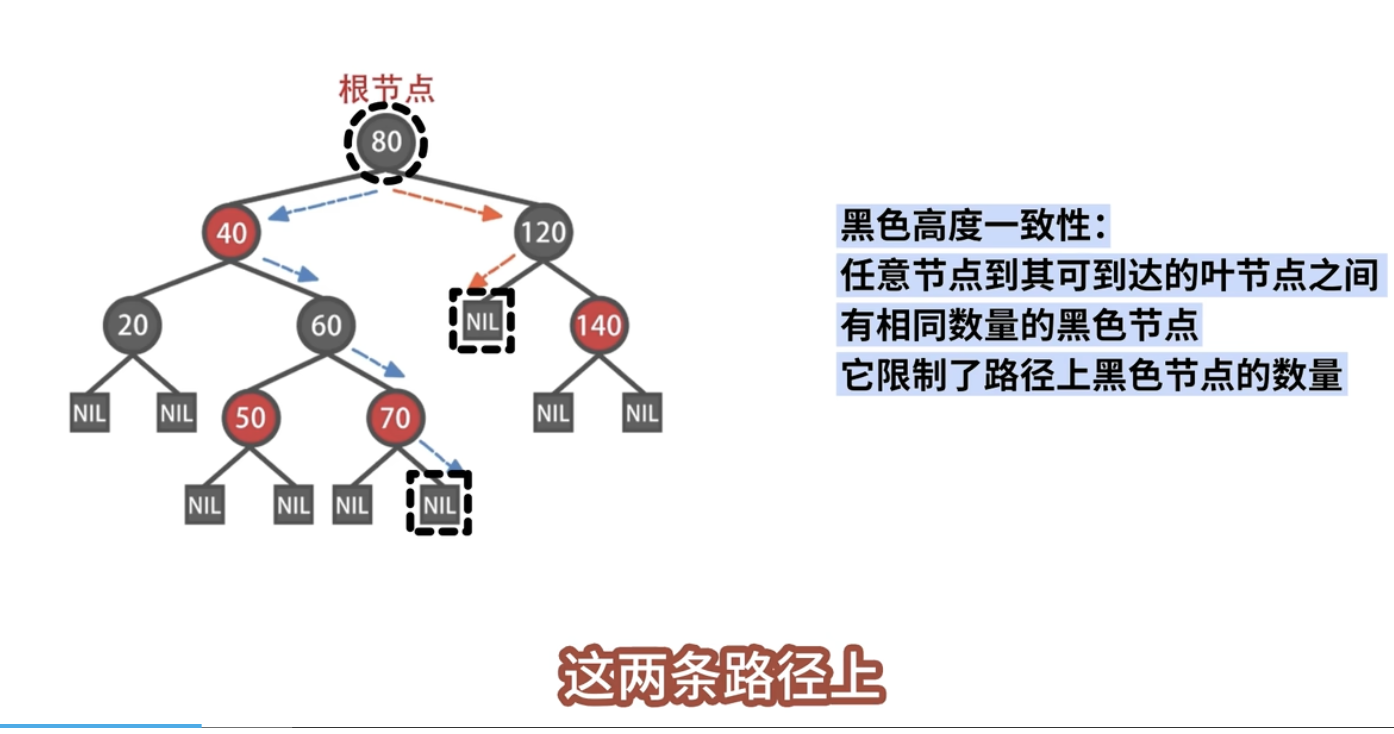 根节点
80
40
120
20
60
NIL
140
NIL
NIL
50
70
NIL
NIL
NIL
NIL
NIL
NIL
黑色高度一致性：
任意节点到其可到达的叶节点之间
有相同数量的黑色节点
它限制了路径上黑色节点的数量
这两条路径上